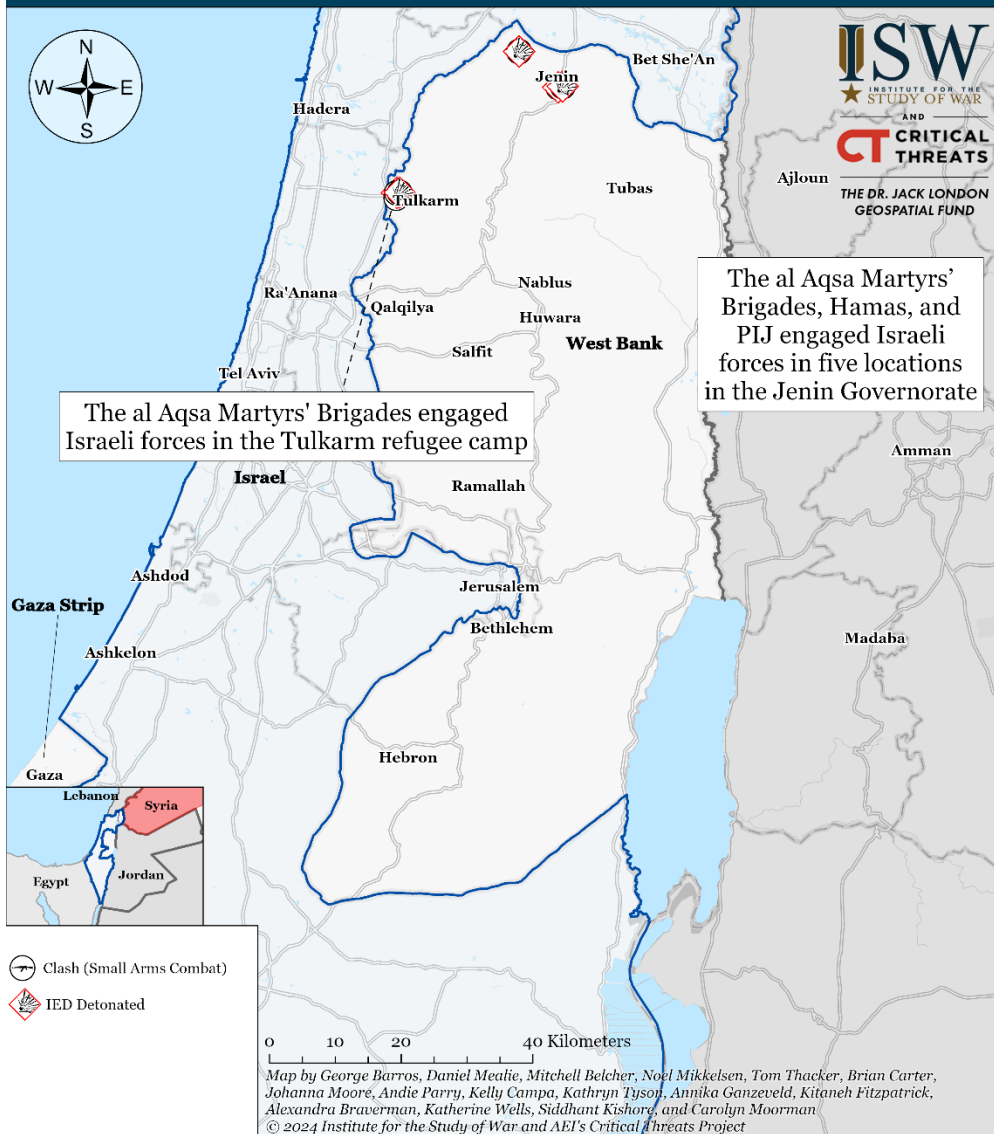 N
W
E
S
ISW
INSTITUTE FOR THE
STUDY OF WAR
AND
CT CRITICAL
THREATS
THE DR. JACK LONDON
GEOSPATIAL FUND
Bet She'An
Jenin
Hadera
Ajloun
Tubas
Tulkarm
The al Aqsa Martyrs'
Brigades, Hamas, and
PIJ engaged Israeli
forces in five locations
in the Jenin Governorate
Nablus
Ra'Anana
Qalqilya
Huwara
West Bank
Salfit
Tel Aviv
The al Aqsa Martyrs' Brigades engaged
Israeli forces in the Tulkarm refugee camp
Amman
Israel
Ramallah
Ashdod
Jerusalem
Gaza Strip
Bethlehem
Madaba
Ashkelon
Hebron
Gaza
Lebanon
Syria
Egypt
Jordan
Clash (Small Arms Combat)
IED Detonated
0 10 20 40 Kilometers
Map by George Barros, Daniel Mealie, Mitchell Belcher, Noel Mikkelsen, Tom Thacker, Brian Carter,
Johanna Moore, Andie Parry, Kelly Campa, Kathryn Tyson, Annika Ganzeveld, Kitaneh Fitzpatrick,
Alexandra Braverman, Katherine Wells, Siddhant Kishore, and Carolyn Moorman
© 2024 Institute for the Study of War and AEI's Critical Threats Project